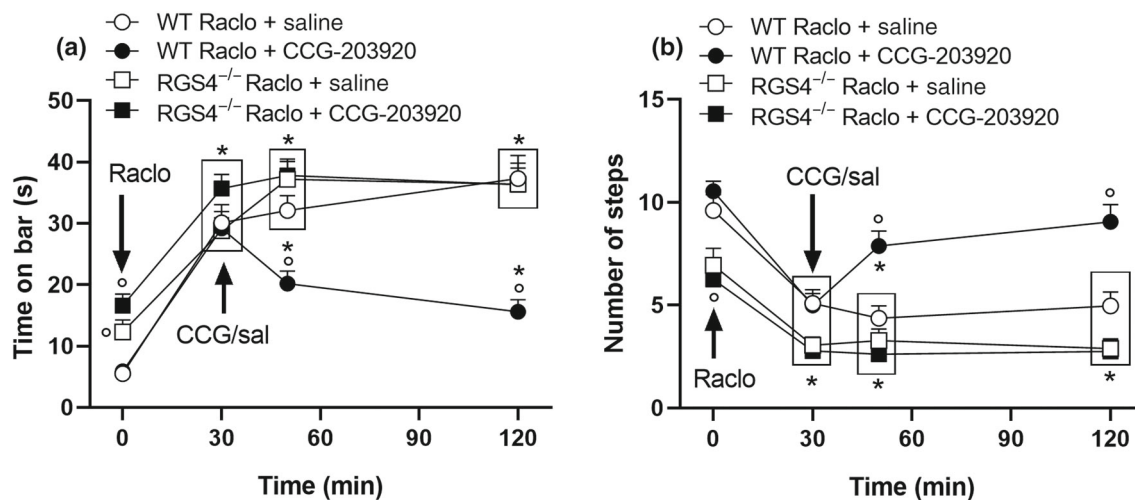 (a)
WT Raclo + saline
WT Raclo + CCG-203920
RGS4⁻/⁻ Raclo + saline
RGS4⁻/⁻ Raclo + CCG-203920
Time on bar (s)
50
40
30
20
10
0
Raclo
CCG/sal
*
*
*
*
*
0
30
60
90
120
Time (min)
(b)
WT Raclo + saline
WT Raclo + CCG-203920
RGS4⁻/⁻ Raclo + saline
RGS4⁻/⁻ Raclo + CCG-203920
Number of steps
15
10
5
0
CCG/sal
Raclo
*
*
*
*
0
30
60
90
120
Time (min)